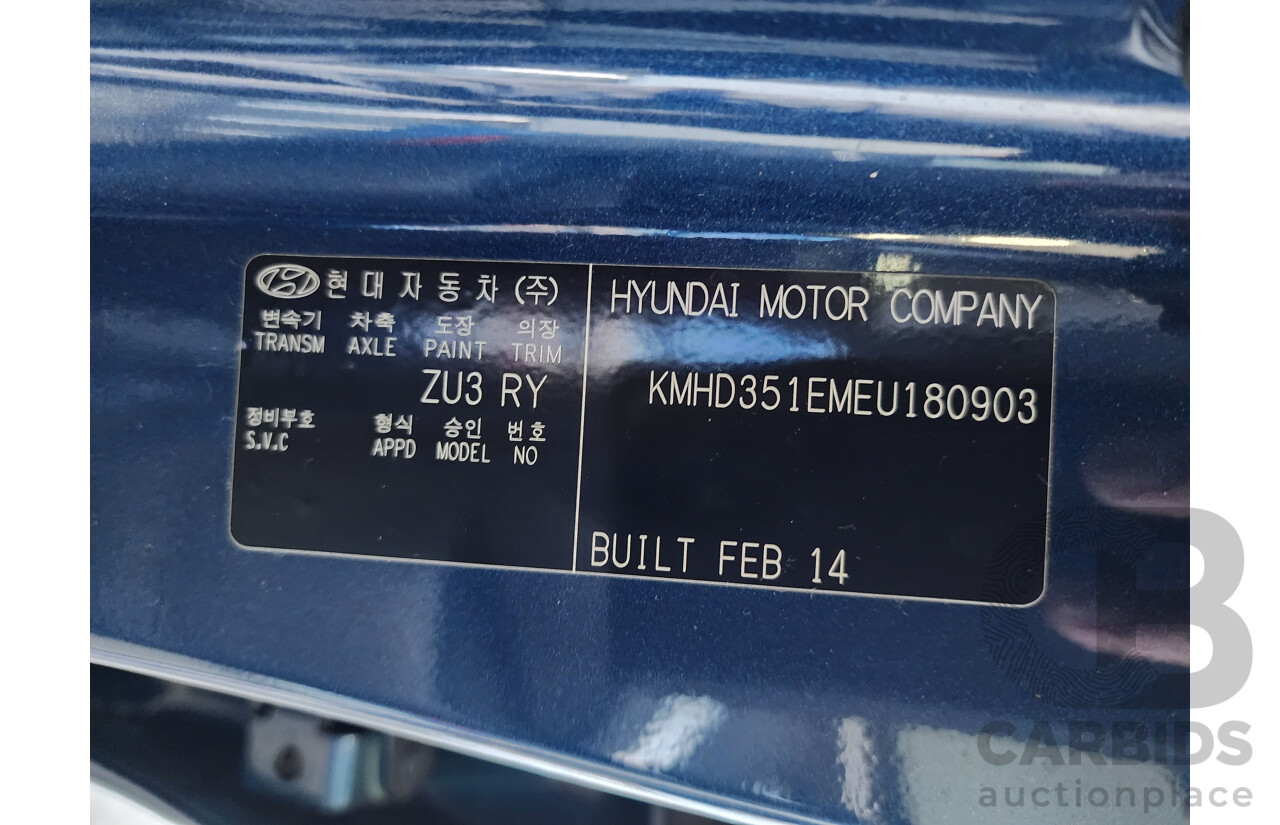 현대자동차 (주)
변속기 차축 도장 의장
TRANSM AXLE PAINT TRIM
ZU3 RY
정비부호 형식 승인 번호
S.V.C APPD MODEL NO
HYUNDAI MOTOR COMPANY
KMHD351EMEU180903
BUILT FEB 14
CB
CARBIDS
auctionplace